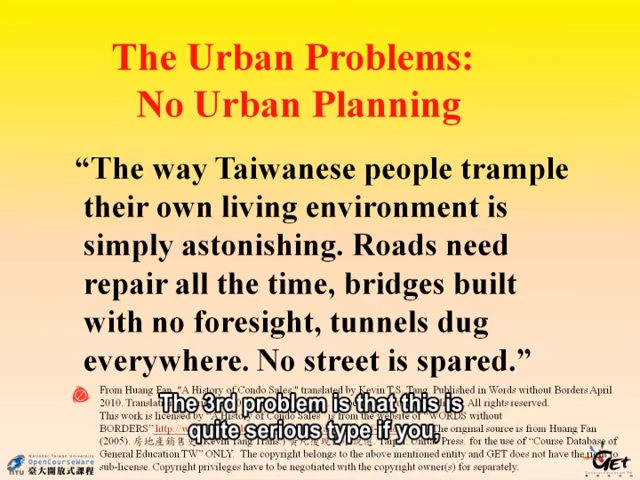 The Urban Problems:
No Urban Planning
“The way Taiwanese people trample
their own living environment is
simply astonishing. Roads need
repair all the time, bridges built
with no foresight, tunnels dug
everywhere. No street is spared.”
From Huang Fan, "A History of Condo Sales," translated by Kevin T.S. Tang. Published in Words without Borders April
2010. All rights reserved.
The 3rd problem is that this is
This work is licensed by "A History of Condo Sales" is from the website of "WORDS without
BORDERS" The original source is from Huang Fan
quite serious type if you,
(2005). Press. for the use of “Course Database of
General Education TW” ONLY. The copyright belongs to the above mentioned entity and GET does not have the right to
sub-license. Copyright privileges have to be negotiated with the copyright owner(s) for separately.
National Taiwan University
NTU OpenCourseWare
臺大開放式課程
GET